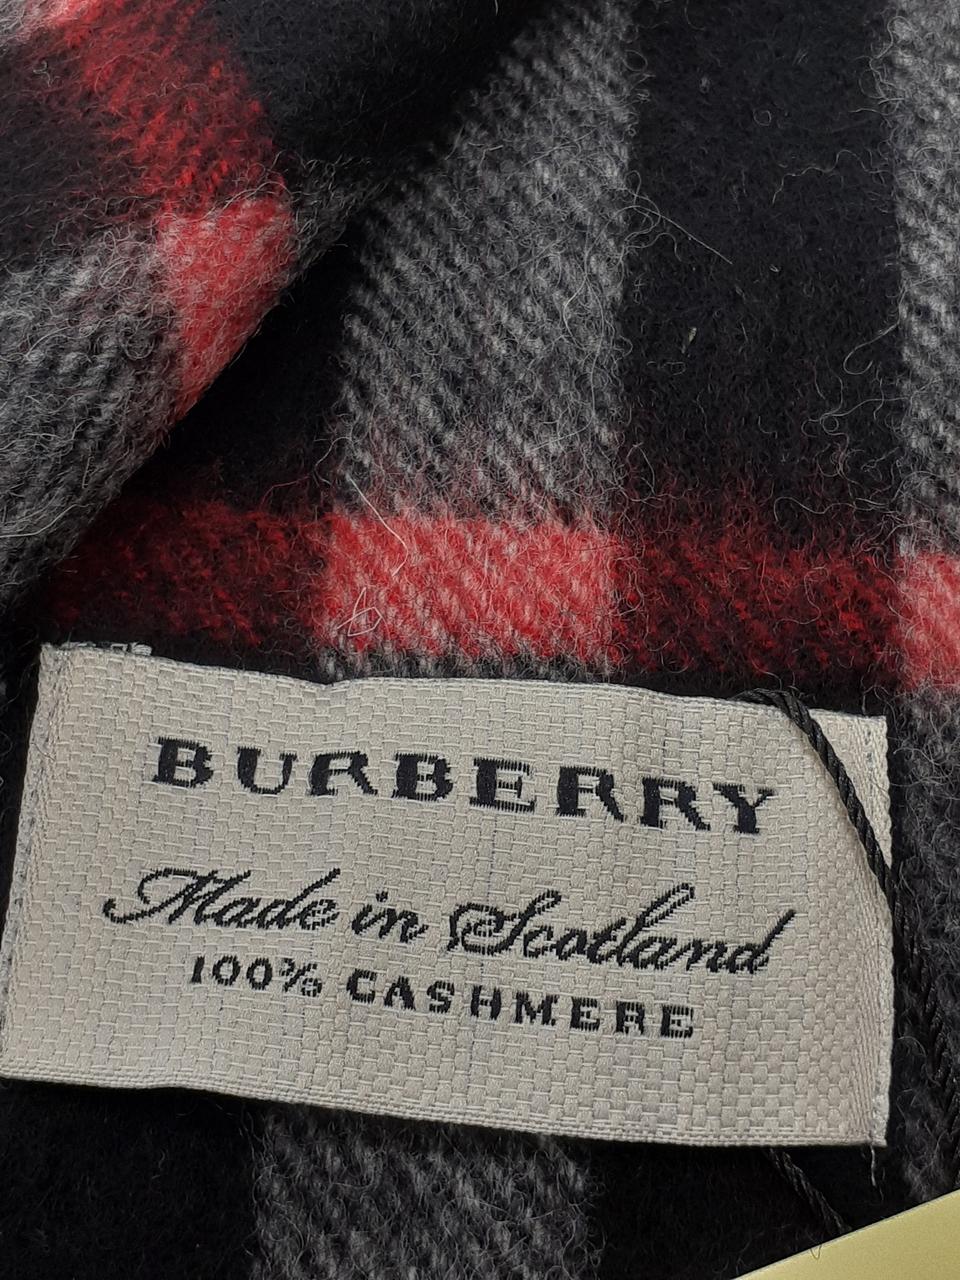 BURBERRY
Made in Scotland
100% CASHMERE